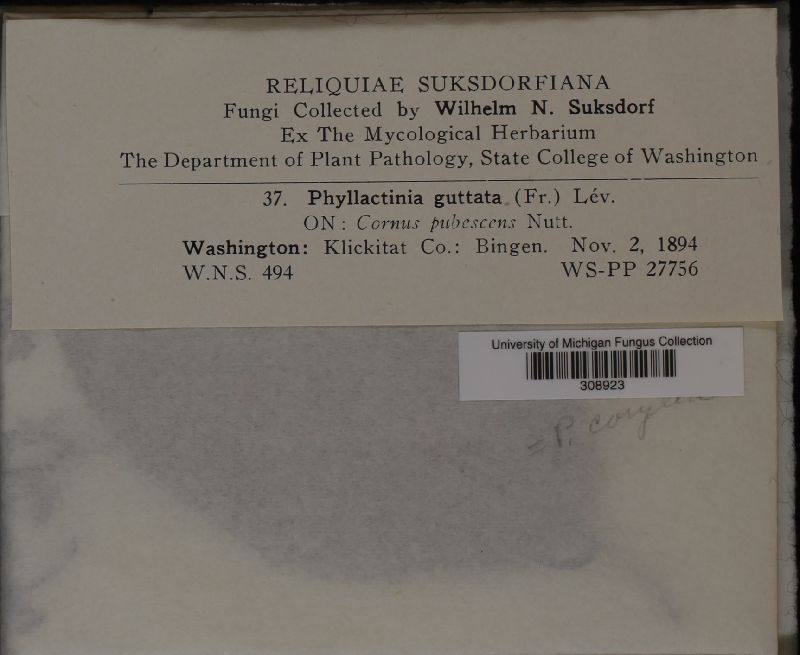 RELIQUIAE SUKSDORFIANA
Fungi Collected by Wilhelm N. Suksdorf
Ex The Mycological Herbarium
The Department of Plant Pathology, State College of Washington
37. Phyllactinia guttata (Fr.) Lév.
ON: Cornus pubescens Nutt.
Washington: Klickitat Co.: Bingen. Nov. 2, 1894
W.N.S. 494 WS-PP 27756
University of Michigan Fungus Collection
308923
= P.